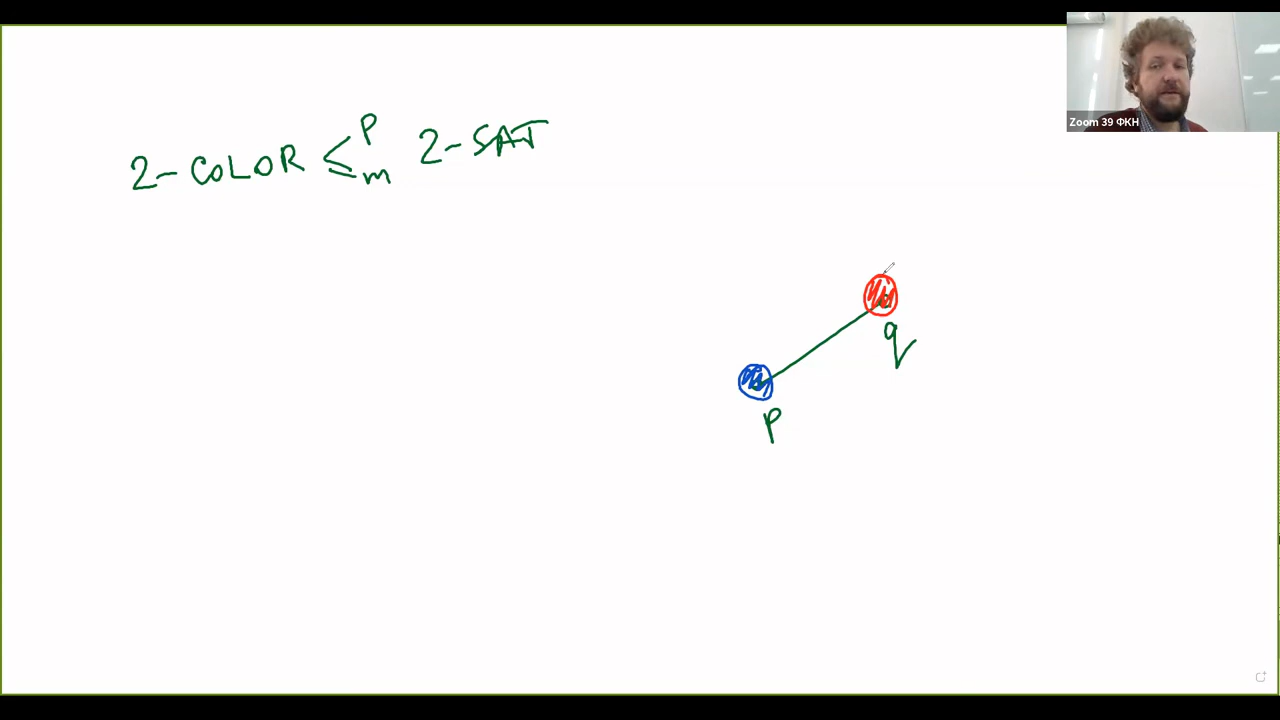 2-COLOR ≤ᵖₘ 2-SAT
q
p
Zoom 39 ФКН